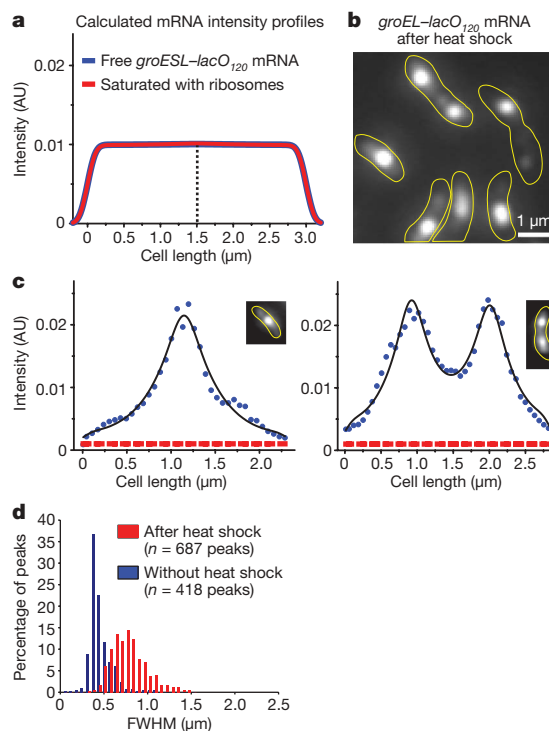 a
Calculated mRNA intensity profiles
Free groESL–lacO120 mRNA
Saturated with ribosomes
Intensity (AU)
0.02
0.01
0
0
0.5
1.0
1.5
2.0
2.5
3.0
Cell length (μm)
b
groEL–lacO120 mRNA
after heat shock
1 μm
c
Intensity (AU)
0.02
0.01
0
0
0.5
1.0
1.5
2.0
Cell length (μm)
0.02
0.01
0
0
0.5
1.0
1.5
2.0
2.5
Cell length (μm)
d
Percentage of peaks
40
35
30
25
20
15
10
5
0
After heat shock
(n = 687 peaks)
Without heat shock
(n = 418 peaks)
0
0.5
1.0
1.5
2.0
2.5
FWHM (μm)